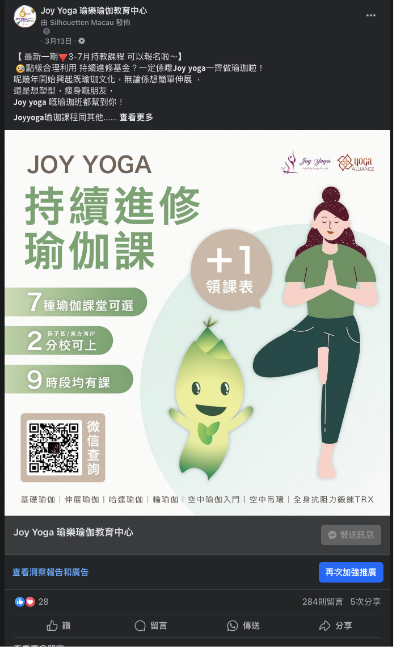 Joy Yoga 瑜樂瑜伽教育中心
由 Silhcuetten Macau 發佈
· 3月13日 ·
【 最新一期🔻3-7月持教課程 可以報名啦～】
🤔點樣合理利用 持續進修基金？一定係嚟Joy yoga一齊做瑜伽啦！
呢幾年開始興起嘅瑜伽文化，無論係想簡單伸展 ，
還是想塑型，瘦身嘅朋友，
Joy yoga 嘅瑜伽班都幫到你！
Joyyoga瑜伽課程同其他...... 查看更多
JOY YOGA
Joy Yoga
yoga
ALLIANCE
持續進修
瑜伽課
+1
領課表
7種瑜伽課堂可選
2分校可上
9時段均有課
微信查詢
基礎瑜伽｜伸展瑜伽｜哈達瑜伽｜輪瑜伽｜空中瑜伽入門｜空中吊環｜全身抗阻力鍛鍊TRX
Joy Yoga 瑜樂瑜伽教育中心
發送訊息
查看洞察報告和廣告
再次加強推廣
28
284則留言 5次分享
讚
留言
傳送
分享